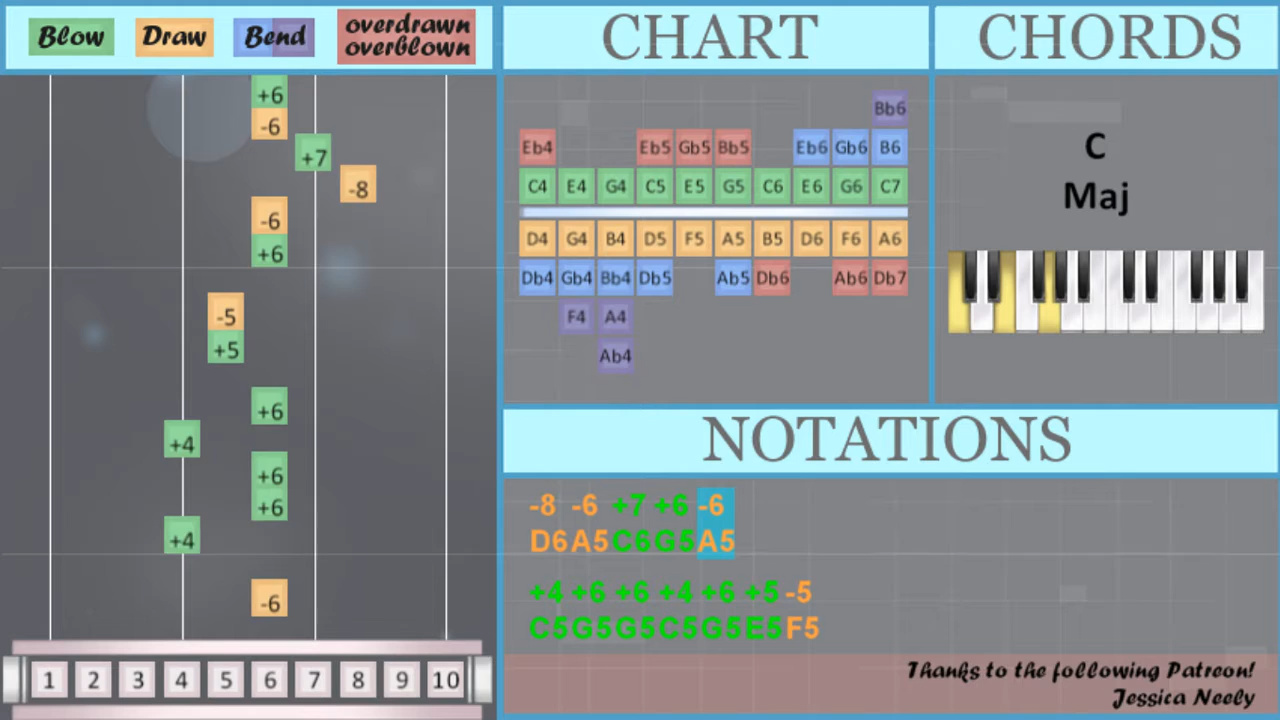 Blow Draw Bend overdrawn
overblown
+6
-6
+7
-8
-6
+6
-5
+5
+6
+4
+6
+6
+4
-6
1 2 3 4 5 6 7 8 9 10
CHART
Bb6
Eb4 Eb5 Gb5 Bb5 Eb6 Gb6 B6
C4 E4 G4 C5 E5 G5 C6 E6 G6 C7
D4 G4 B4 D5 F5 A5 B5 D6 F6 A6
Db4 Gb4 Bb4 Db5 Ab5 Db6 Ab6 Db7
F4 A4
Ab4
CHORDS
C
Maj
NOTATIONS
-8 -6 +7 +6 -6
D6A5C6G5A5
+4 +6 +6 +4 +6 +5 -5
C5G5G5C5G5E5F5
Thanks to the following Patreon!
Jessica Neely